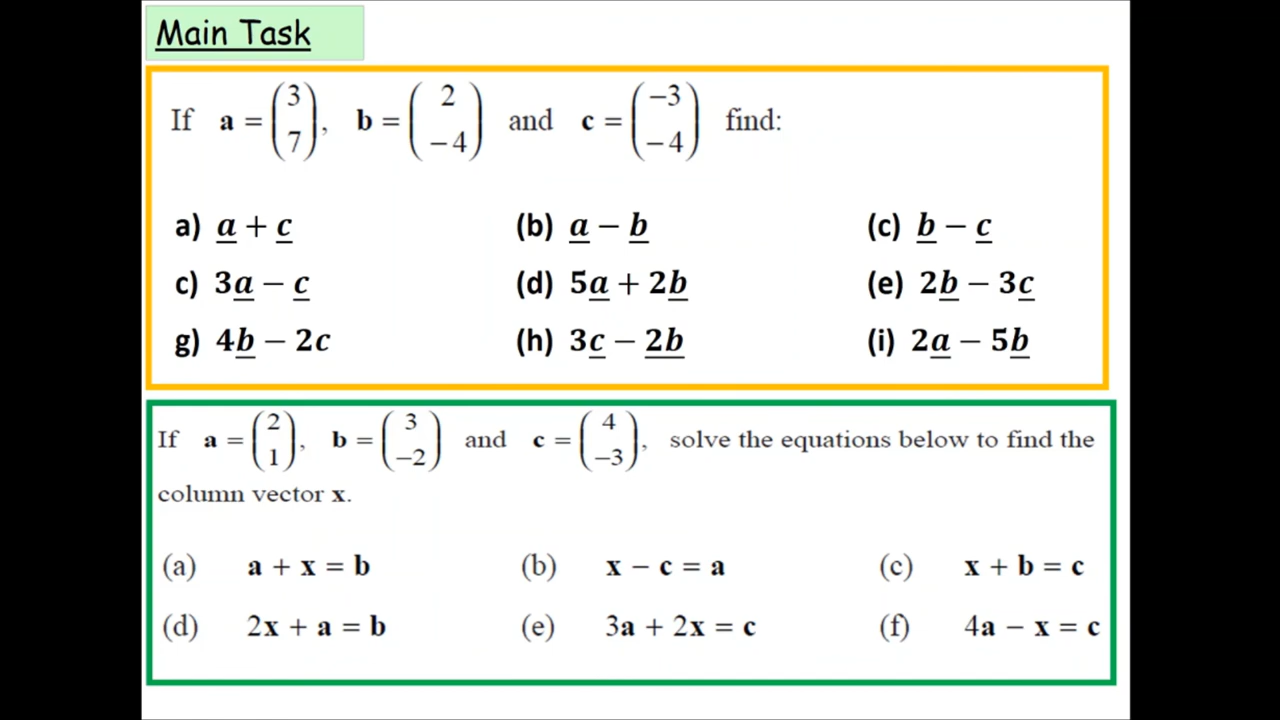 Main Task
If a = (3 7), b = (2 −4) and c = (−3 −4) find:
a) a + c (b) a − b (c) b − c
c) 3a − c (d) 5a + 2b (e) 2b − 3c
g) 4b − 2c (h) 3c − 2b (i) 2a − 5b
If a = (2 1), b = (3 −2) and c = (4 −3), solve the equations below to find the
column vector x.
(a) a + x = b (b) x − c = a (c) x + b = c
(d) 2x + a = b (e) 3a + 2x = c (f) 4a − x = c